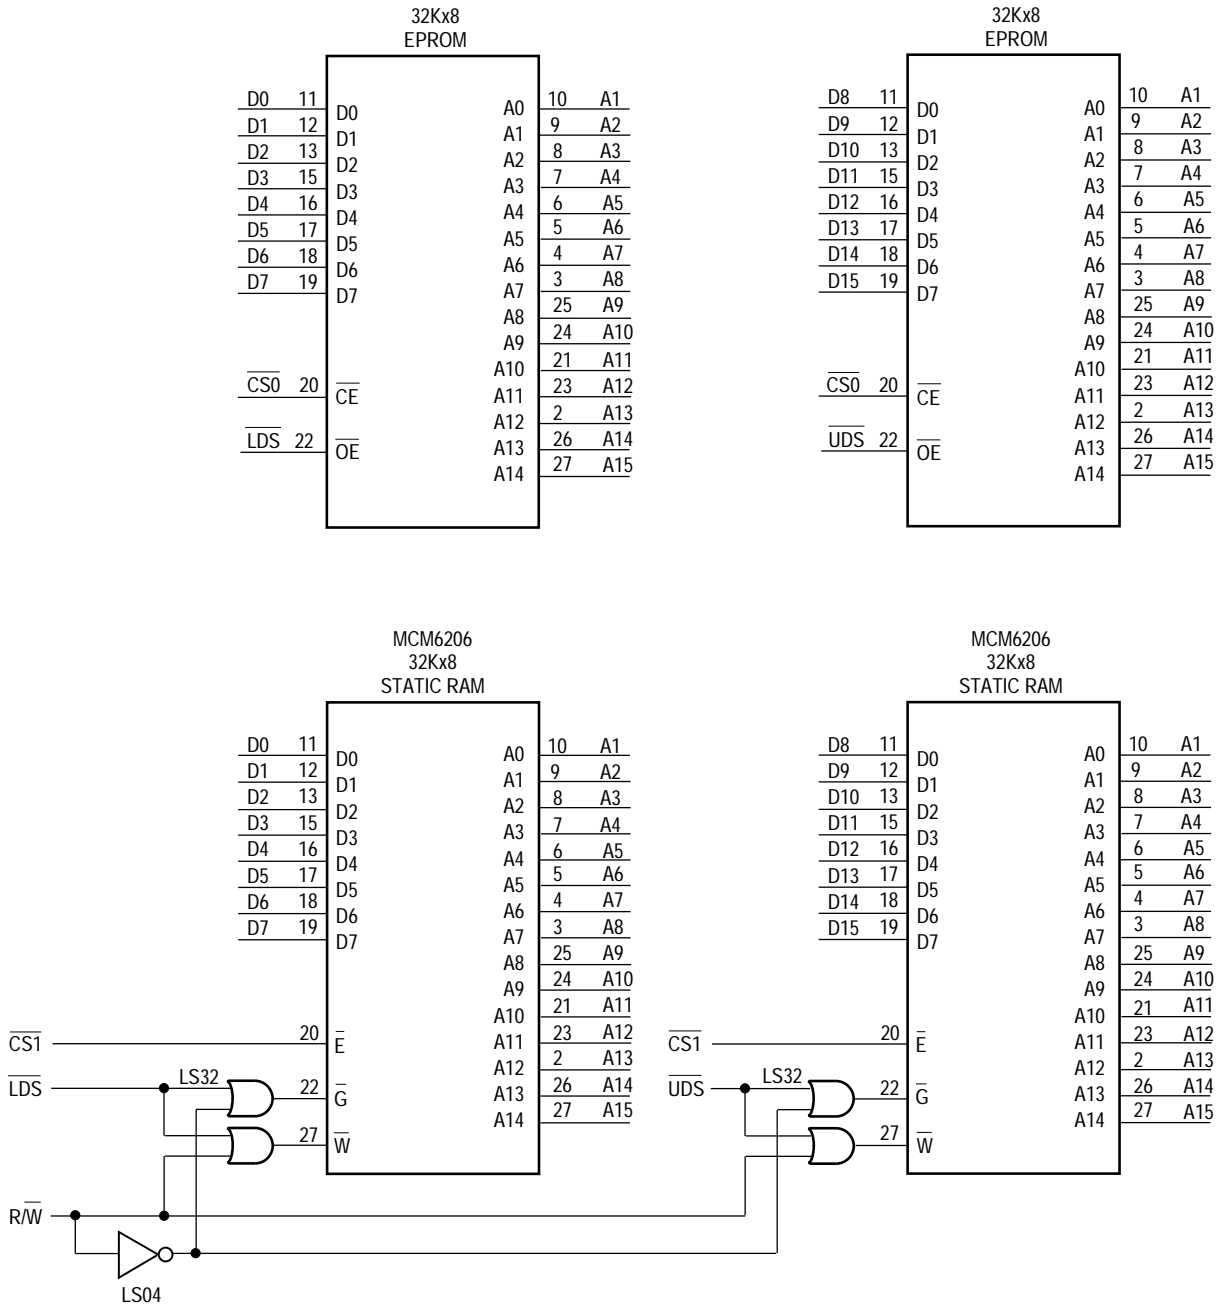 32Kx8
EPROM
D0 11 D0
D1 12 D1
D2 13 D2
D3 15 D3
D4 16 D4
D5 17 D5
D6 18 D6
D7 19 D7
CS0 20 CE
LDS 22 OE
A0 10 A1
A1 9 A2
A2 8 A3
A3 7 A4
A4 6 A5
A5 5 A6
A6 4 A7
A7 3 A8
A8 25 A9
A9 24 A10
A10 21 A11
A11 23 A12
A12 2 A13
A13 26 A14
A14 27 A15
32Kx8
EPROM
D8 11 D0
D9 12 D1
D10 13 D2
D11 15 D3
D12 16 D4
D13 17 D5
D14 18 D6
D15 19 D7
CS0 20 CE
UDS 22 OE
A0 10 A1
A1 9 A2
A2 8 A3
A3 7 A4
A4 6 A5
A5 5 A6
A6 4 A7
A7 3 A8
A8 25 A9
A9 24 A10
A10 21 A11
A11 23 A12
A12 2 A13
A13 26 A14
A14 27 A15
MCM6206
32Kx8
STATIC RAM
D0 11 D0
D1 12 D1
D2 13 D2
D3 15 D3
D4 16 D4
D5 17 D5
D6 18 D6
D7 19 D7
CS1 20 E
LDS LS32 22 G
27 W
R/W
LS04
A0 10 A1
A1 9 A2
A2 8 A3
A3 7 A4
A4 6 A5
A5 5 A6
A6 4 A7
A7 3 A8
A8 25 A9
A9 24 A10
A10 21 A11
A11 23 A12
A12 2 A13
A13 26 A14
A14 27 A15
MCM6206
32Kx8
STATIC RAM
D8 11 D0
D9 12 D1
D10 13 D2
D11 15 D3
D12 16 D4
D13 17 D5
D14 18 D6
D15 19 D7
CS1 20 E
UDS LS32 22 G
27 W
A0 10 A1
A1 9 A2
A2 8 A3
A3 7 A4
A4 6 A5
A5 5 A6
A6 4 A7
A7 3 A8
A8 25 A9
A9 24 A10
A10 21 A11
A11 23 A12
A12 2 A13
A13 26 A14
A14 27 A15